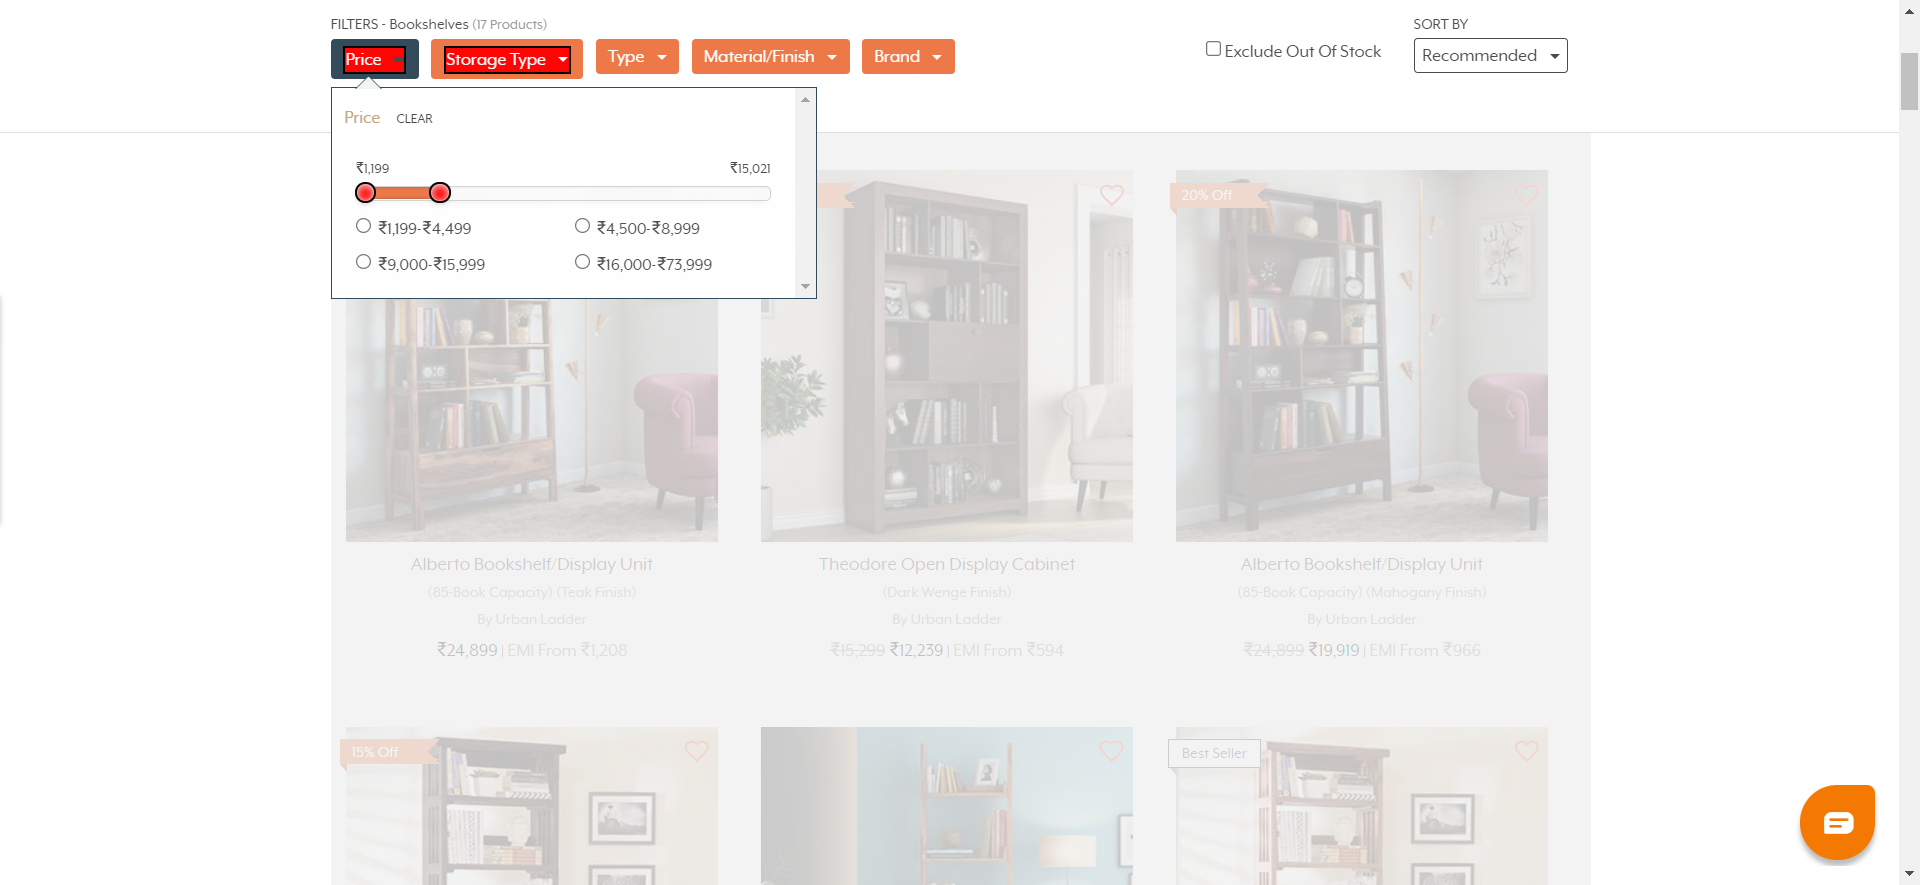 FILTERS - Bookshelves (17 Products)
SORT BY
Price
Storage Type
Type
Material/Finish
Brand
Exclude Out Of Stock
Recommended
Price CLEAR
₹1,199
₹15,021
₹1,199-₹4,499
₹4,500-₹8,999
₹9,000-₹15,999
₹16,000-₹73,999
20% Off
Alberto Bookshelf/Display Unit
(85-Book Capacity) (Teak Finish)
By Urban Ladder
₹24,899 | EMI From ₹1,208
Theodore Open Display Cabinet
(Dark Wenge Finish)
By Urban Ladder
₹15,299 ₹12,239 | EMI From ₹594
Alberto Bookshelf/Display Unit
(85-Book Capacity) (Mahogany Finish)
By Urban Ladder
₹24,899 ₹19,919 | EMI From ₹966
15% Off
Best Seller